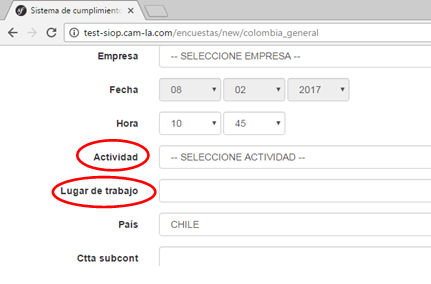 Sistema de cumplimiento
test-siop.cam-la.com/encuestas/new/colombia_general
Empresa -- SELECCIONE EMPRESA --
Fecha 08 02 2017
Hora 10 45
Actividad -- SELECCIONE ACTIVIDAD --
Lugar de trabajo
País CHILE
Ctta subcont